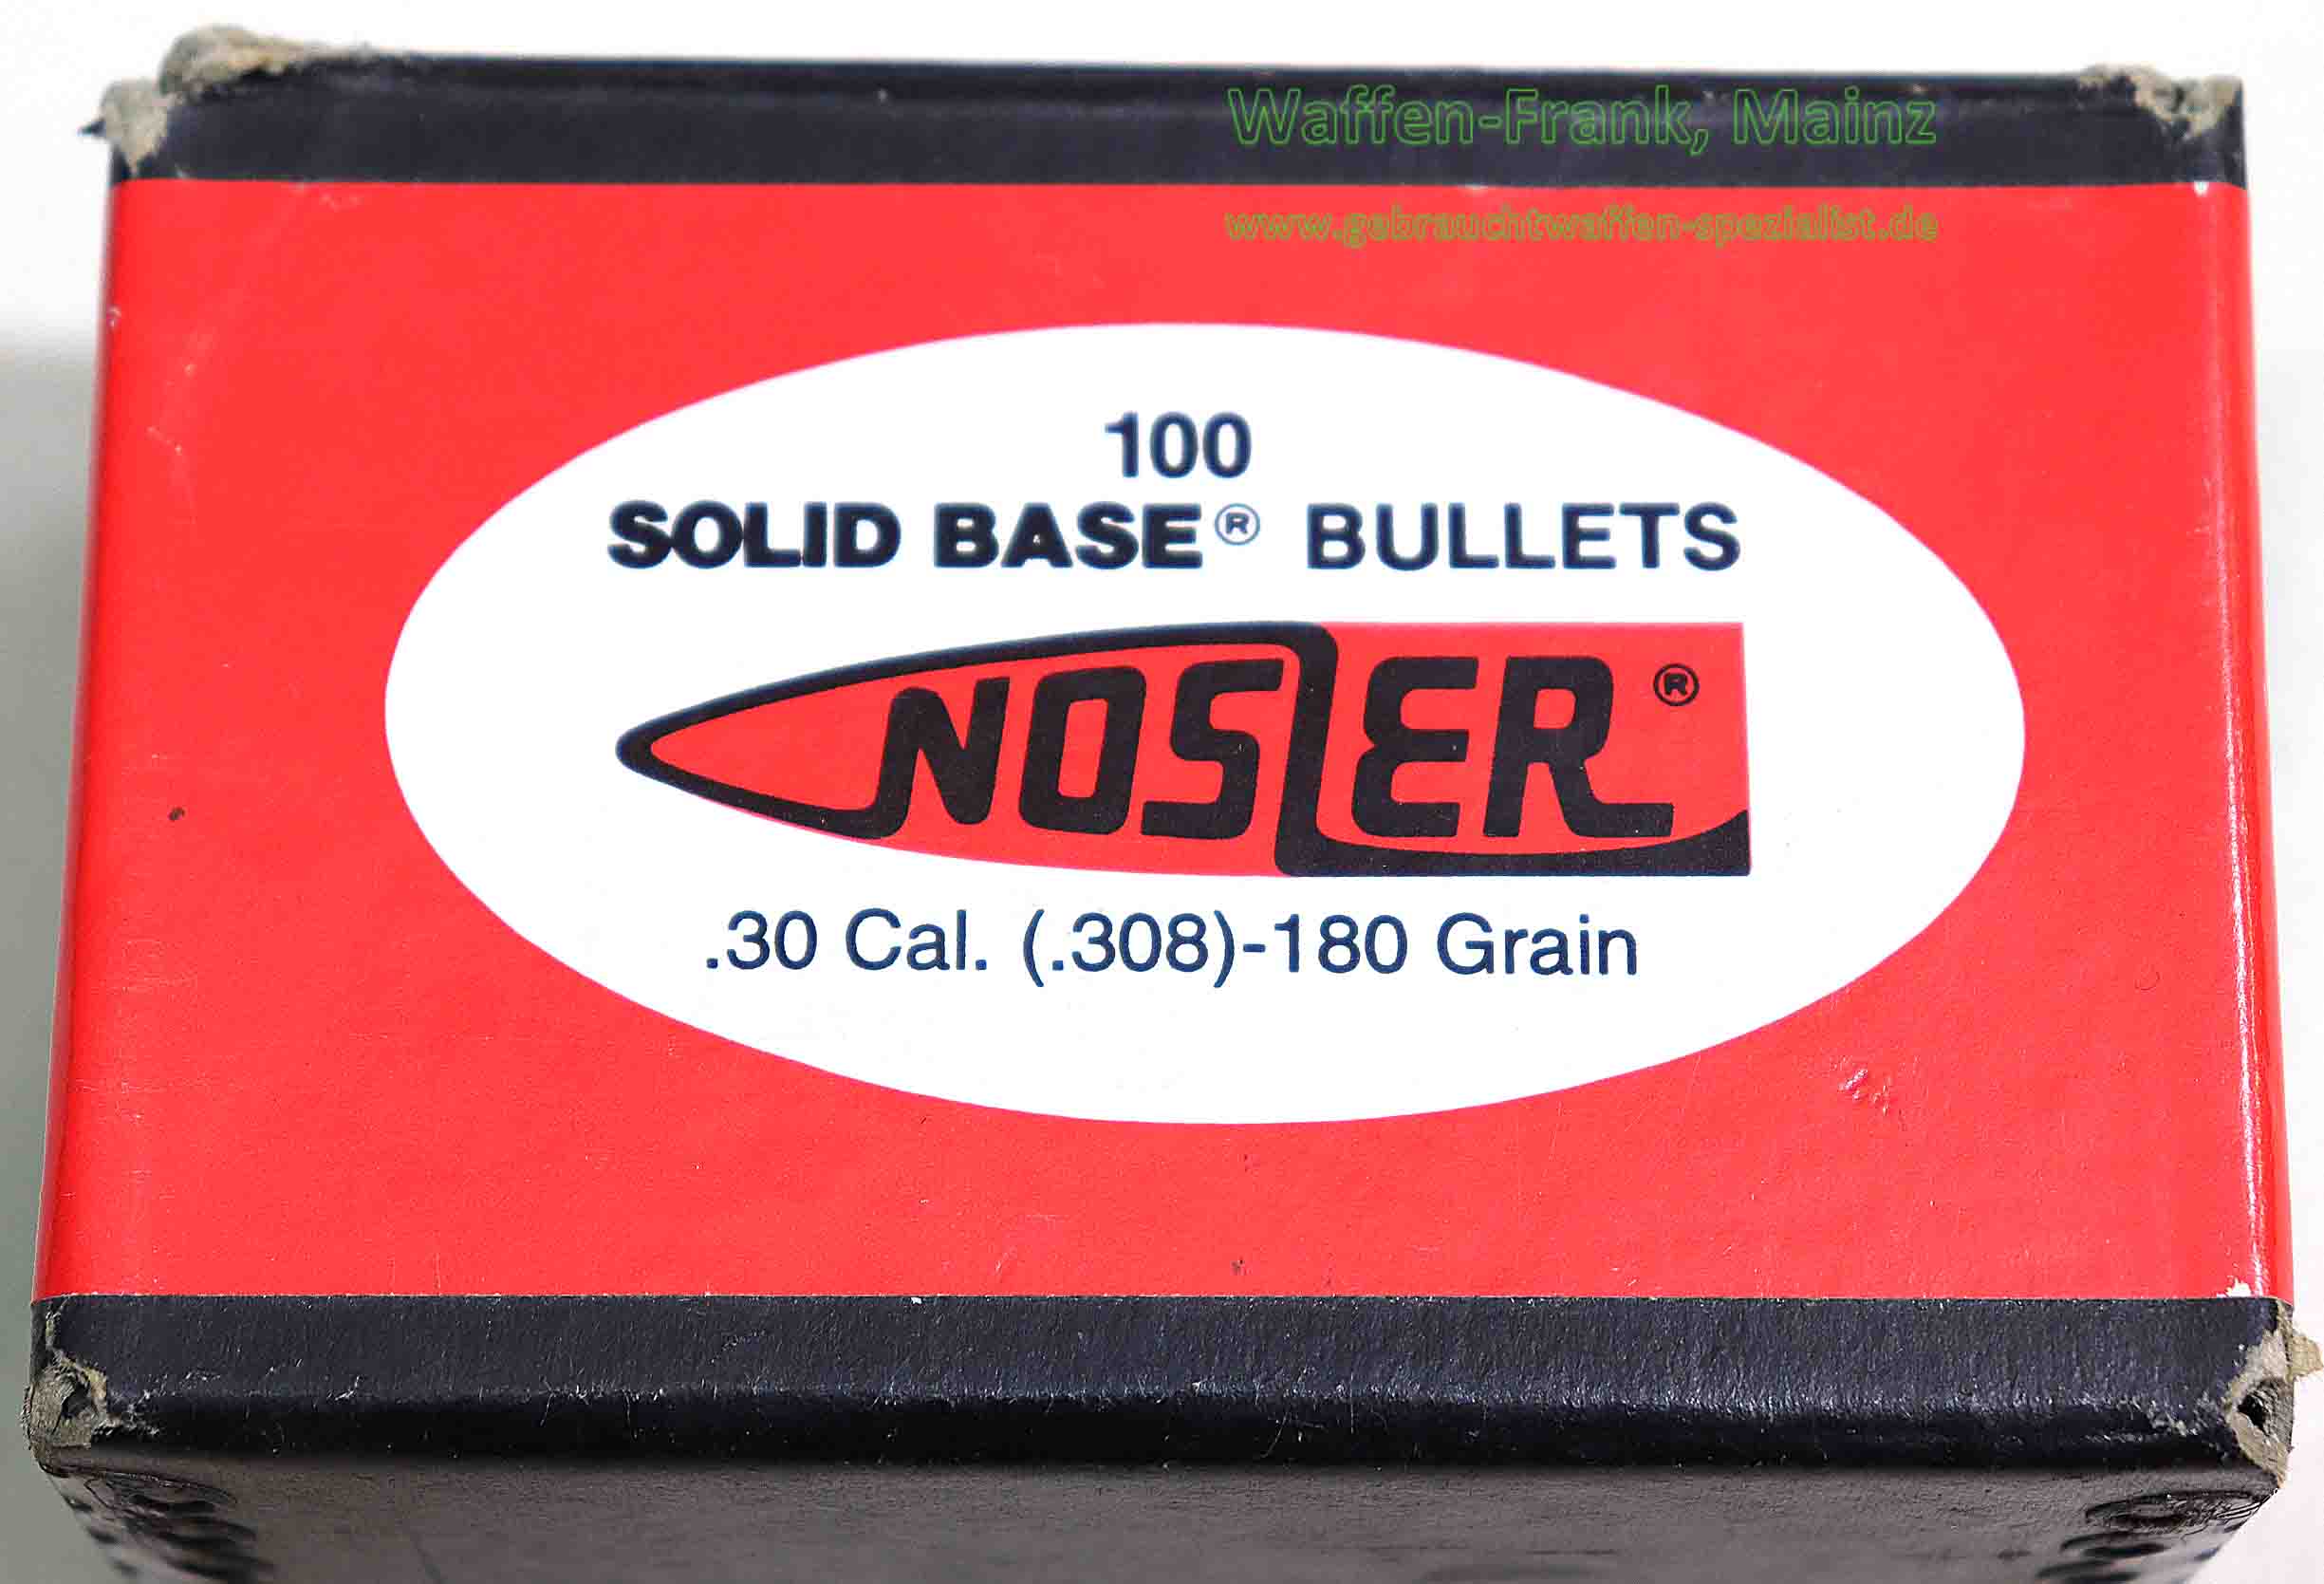 Waffen-Frank, Mainz
www.gebrauchtwaffen-spezialist.de
100
SOLID BASE® BULLETS
NOSLER®
.30 Cal. (.308)-180 Grain